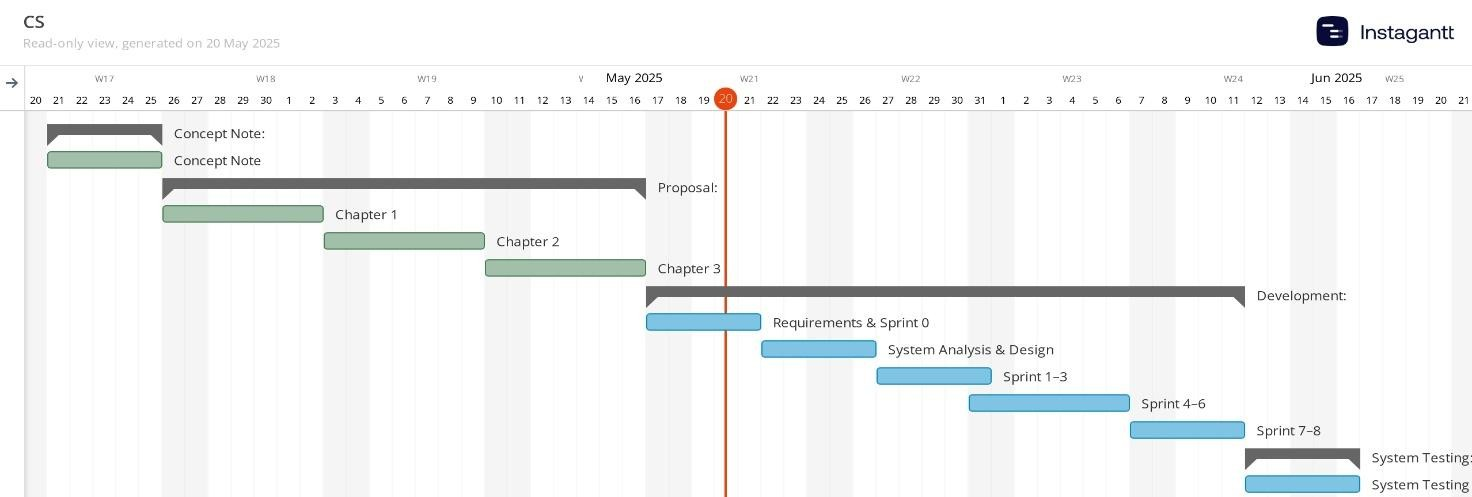 CS
Read-only view, generated on 20 May 2025
Instagantt
W17 W18 W19 W May 2025 W21 W22 W23 W24 Jun 2025 W25
20 21 22 23 24 25 26 27 28 29 30 1 2 3 4 5 6 7 8 9 10 11 12 13 14 15 16 17 18 19 20 21 22 23 24 25 26 27 28 29 30 31 1 2 3 4 5 6 7 8 9 10 11 12 13 14 15 16 17 18 19 20 21
Concept Note:
Concept Note
Proposal:
Chapter 1
Chapter 2
Chapter 3
Development:
Requirements & Sprint 0
System Analysis & Design
Sprint 1–3
Sprint 4–6
Sprint 7–8
System Testing:
System Testing